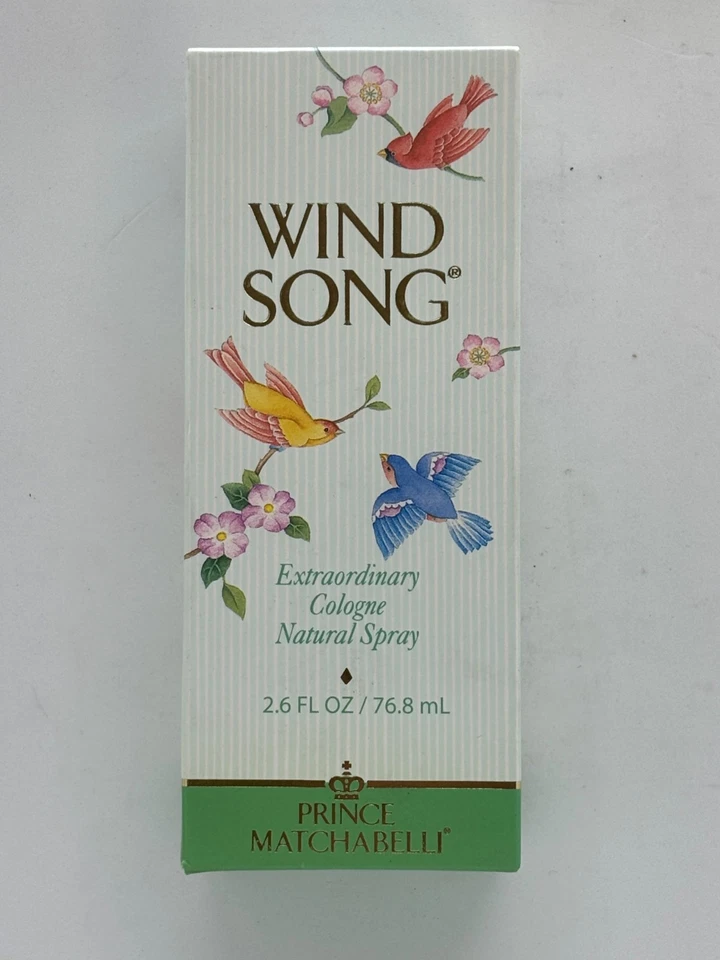 WIND
SONG®
Extraordinary
Cologne
Natural Spray
2.6 FL OZ / 76.8 mL
PRINCE
MATCHABELLI®